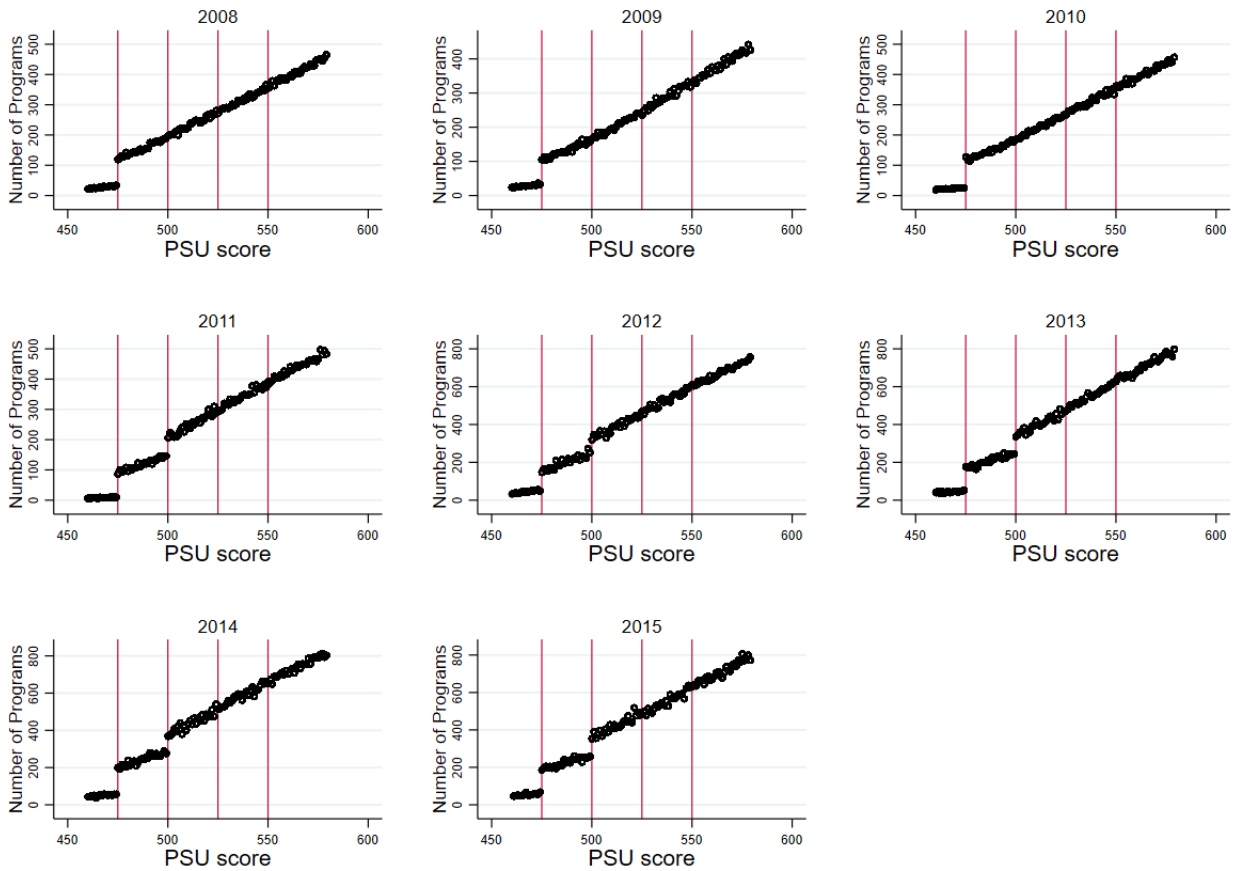 2008
Number of Programs
0 100 200 300 400 500
450 500 550 600
PSU score
2009
Number of Programs
0 100 200 300 400
450 500 550 600
PSU score
2010
Number of Programs
0 100 200 300 400 500
450 500 550 600
PSU score
2011
Number of Programs
0 100 200 300 400 500
450 500 550 600
PSU score
2012
Number of Programs
0 200 400 600 800
450 500 550 600
PSU score
2013
Number of Programs
0 200 400 600 800
450 500 550 600
PSU score
2014
Number of Programs
0 200 400 600 800
450 500 550 600
PSU score
2015
Number of Programs
0 200 400 600 800
450 500 550 600
PSU score